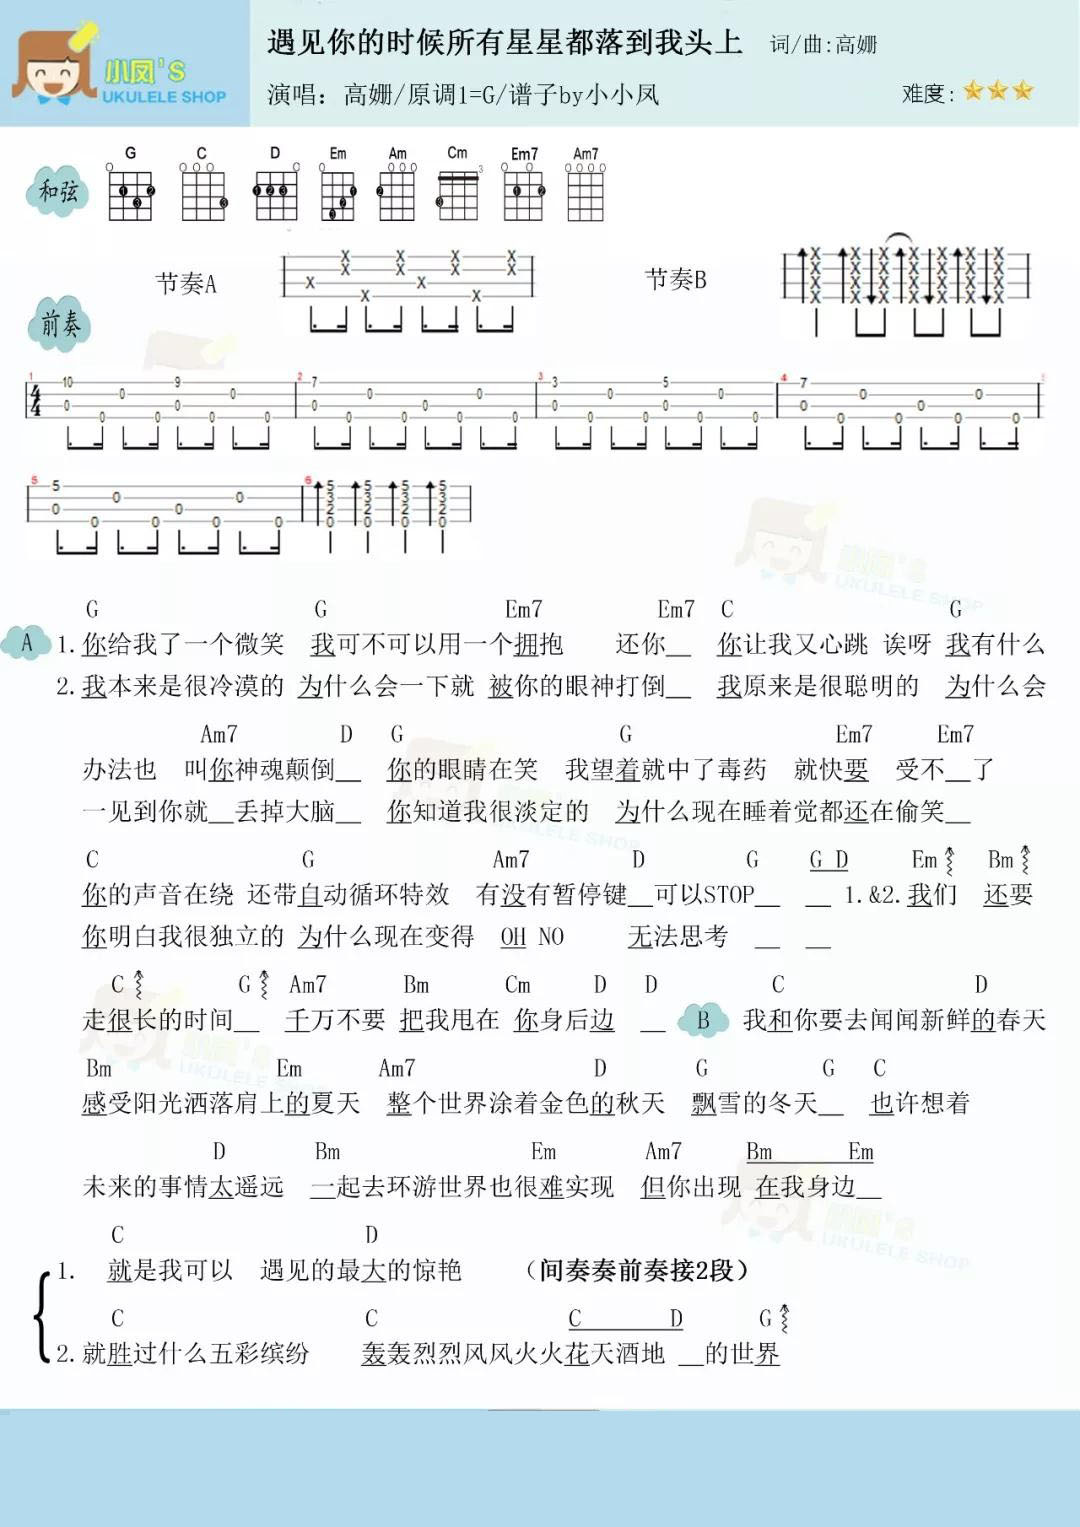 遇见你的时候所有星星都落到我头上 词/曲:高姗
小凤's
UKULELE SHOP
演唱：高姗/原调1=G/谱子by小小凤 难度:
和弦 G C D Em Am Cm Em7 Am7
3
节奏A 节奏B
前奏
1 2 3 4 5
4/4 10 0 0 0 9 0 0 0 7 0 0 0 0 0 0 3 0 0 0 5 0 0 0 7 0 0 0 0 0 0 0
5 6
5 0 0 0 0 0 0 0 5 3 2 0 5 3 2 0 5 3 2 0 5 3 2 0
G G Em7 Em7 C G
A 1.你给我了一个微笑 我可不可以用一个拥抱 还你__ 你让我又心跳 诶呀 我有什么
2.我本来是很冷漠的 为什么会一下就 被你的眼神打倒__ 我原来是很聪明的 为什么会
Am7 D G G Em7 Em7
办法也 叫你神魂颠倒__ 你的眼睛在笑 我望着就中了毒药 就快要 受不__了
一见到你就__丢掉大脑__ 你知道我很淡定的 为什么现在睡着觉都还在偷笑__
C G Am7 D G G D Em Bm
你的声音在绕 还带自动循环特效 有没有暂停键__可以STOP__ __ 1.&2.我们 还要
你明白我很独立的 为什么现在变得 OH NO 无法思考 __ __
C G Am7 Bm Cm D D C D
走很长的时间__ 千万不要 把我甩在 你身后边 __ B 我和你要去闻闻新鲜的春天
Bm Em Am7 D G G C
感受阳光洒落肩上的夏天 整个世界涂着金色的秋天 飘雪的冬天__ 也许想着
D Bm Em Am7 Bm Em
未来的事情太遥远 一起去环游世界也很难实现 但你出现 在我身边__
C D
1. 就是我可以 遇见的最大的惊艳 （间奏奏前奏接2段）
C C C D G
2.就胜过什么五彩缤纷 轰轰烈烈风风火火花天酒地 __的世界